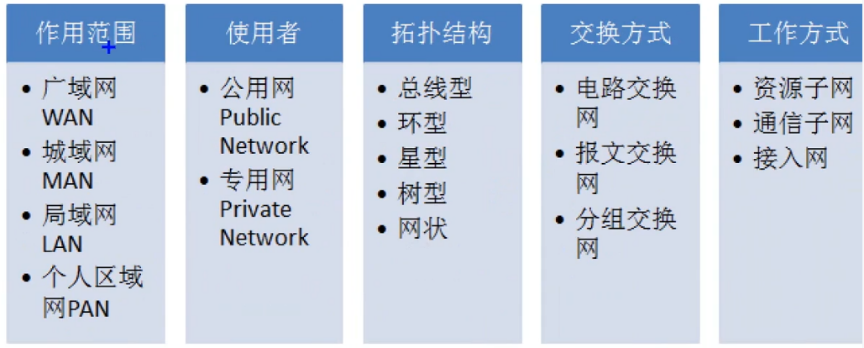 作用范围
• 广域网
WAN
• 城域网
MAN
• 局域网
LAN
• 个人区域
网PAN
使用者
• 公用网
Public
Network
• 专用网
Private
Network
拓扑结构
• 总线型
• 环型
• 星型
• 树型
• 网状
交换方式
• 电路交换
网
• 报文交换
网
• 分组交换
网
工作方式
• 资源子网
• 通信子网
• 接入网